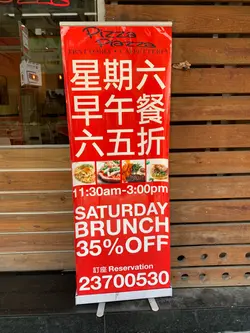 Pizza
Piazza
星期六
早午餐
六五折
11:30am-3:00pm
SATURDAY
BRUNCH
35%OFF
訂座 Reservation
23700530